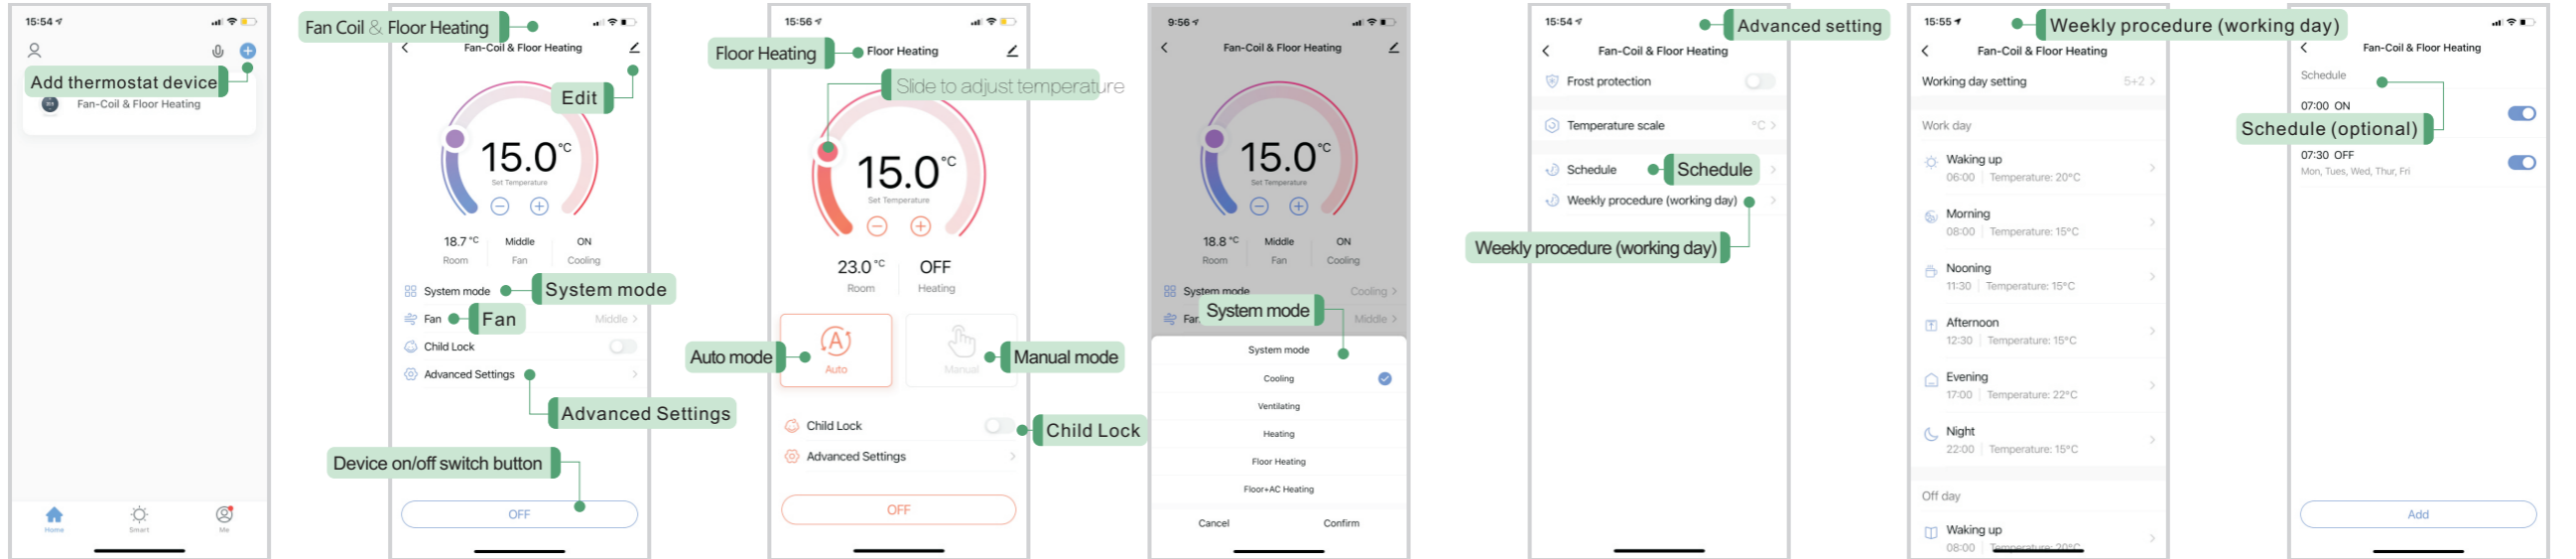 15:54
Add thermostat device
Fan-Coil & Floor Heating
Home
Smart
Me
Fan Coil & Floor Heating
Fan-Coil & Floor Heating
Edit
15.0°C
Set Temperature
18.7 °C Middle ON
Room Fan Cooling
System mode
System mode
Fan
Fan
Middle >
Child Lock
Advanced Settings
Advanced Settings
Device on/off switch button
OFF
15:56
Floor Heating
Floor Heating
Slide to adjust temperature
15.0°C
Set Temperature
23.0 °C OFF
Room Heating
Auto mode
Auto
Manual
Manual mode
Child Lock
Child Lock
Advanced Settings
OFF
9:56
Fan-Coil & Floor Heating
15.0°C
Set Temperature
18.8 °C Middle ON
Room Fan Cooling
System mode Cooling >
System mode
Middle >
System mode
Cooling
Ventilating
Heating
Floor Heating
Floor+AC Heating
Cancel Confirm
15:54
Advanced setting
Fan-Coil & Floor Heating
Frost protection
Temperature scale °C >
Schedule
Schedule
Weekly procedure (working day)
Weekly procedure (working day)
15:55
Weekly procedure (working day)
Fan-Coil & Floor Heating
Working day setting 5+2 >
Work day
Waking up
06:00 Temperature: 20°C
Morning
08:00 Temperature: 15°C
Nooning
11:30 Temperature: 15°C
Afternoon
12:30 Temperature: 15°C
Evening
17:00 Temperature: 22°C
Night
22:00 Temperature: 15°C
Off day
Waking up
08:00 Temperature: 20°C
Fan-Coil & Floor Heating
Schedule
07:00 ON
Schedule (optional)
07:30 OFF
Mon, Tues, Wed, Thur, Fri
Add